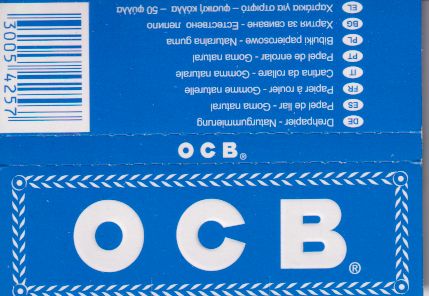 EL Χαρτάκια για στριφτό – φυσική κόλλα – 50 φύλλα
BG Хартия за свиване - Естествено лепило
PL Bibułki papierosowe - Naturalna guma
PT Papel de enrolar - Goma natural
IT Cartina da rollare - Gomme naturale
FR Papier à rouler - Gomme naturelle
ES Papel de liar - Goma natural
DE Drehpapier - Naturgummierung
3005 4257
OCB®
OCB®